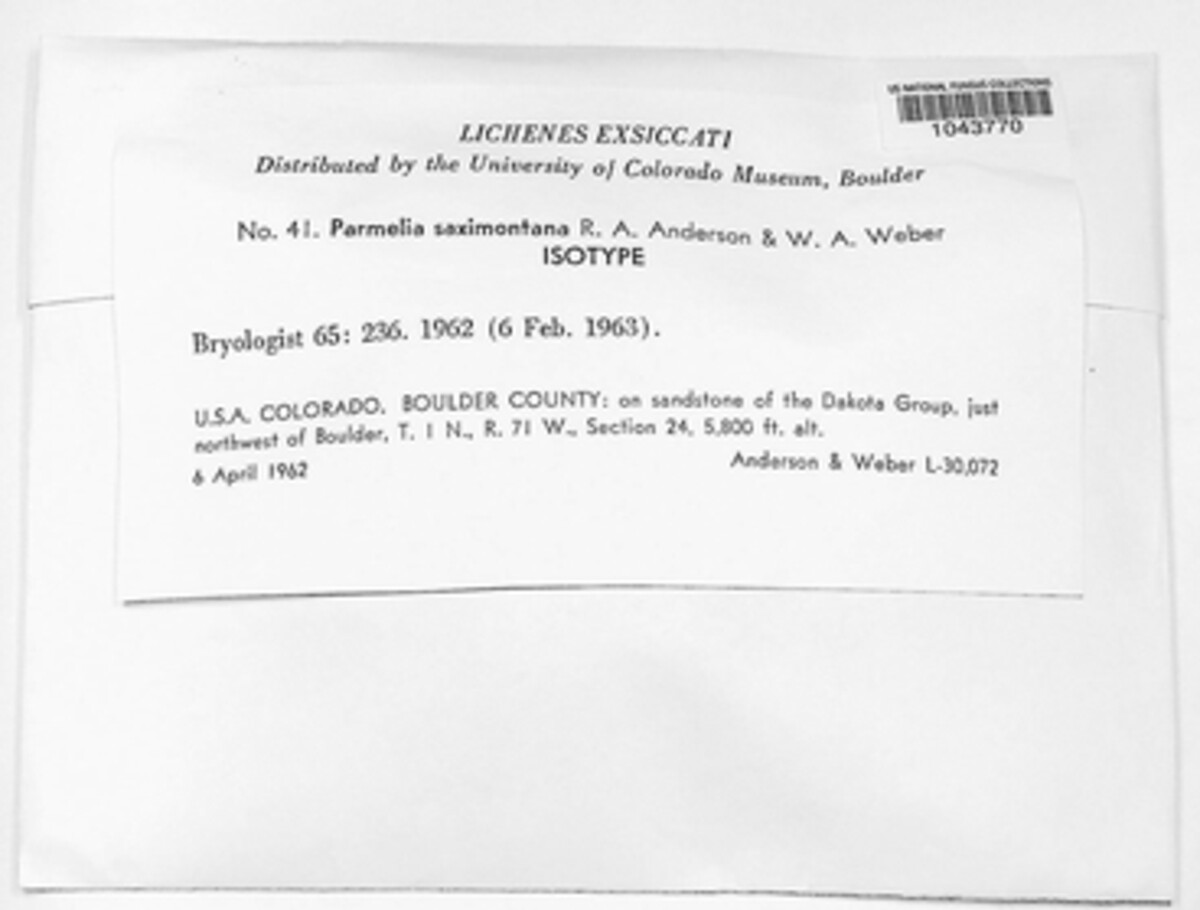 US NATIONAL FUNGUS COLLECTIONS
1043770
LICHENES EXSICCATI
Distributed by the University of Colorado Museum, Boulder
No. 41. Parmelia saximontana R. A. Anderson & W. A. Weber
ISOTYPE
Bryologist 65: 236. 1962 (6 Feb. 1963).
U.S.A. COLORADO. BOULDER COUNTY: on sandstone of the Dakota Group, just
northwest of Boulder, T. 1 N., R. 71 W., Section 24, 5,800 ft. alt.
6 April 1962
Anderson & Weber L-30,072